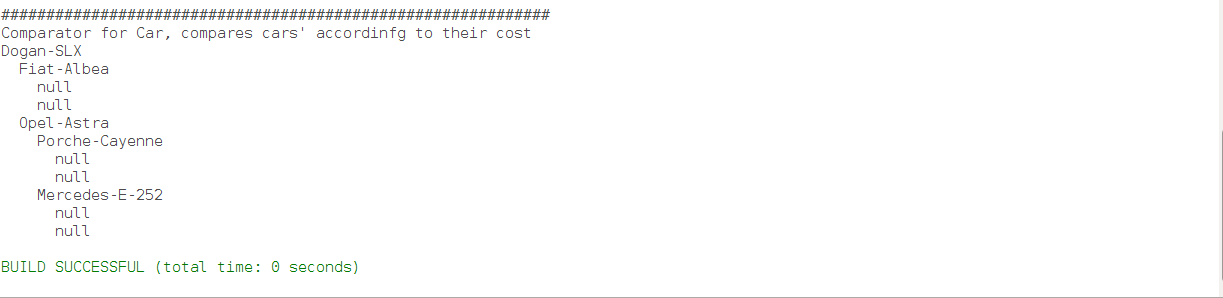 #############################################################
Comparator for Car, compares cars' accordinfg to their cost
Dogan-SLX
  Fiat-Albea
    null
    null
  Opel-Astra
    Porche-Cayenne
      null
      null
    Mercedes-E-252
      null
      null
BUILD SUCCESSFUL (total time: 0 seconds)